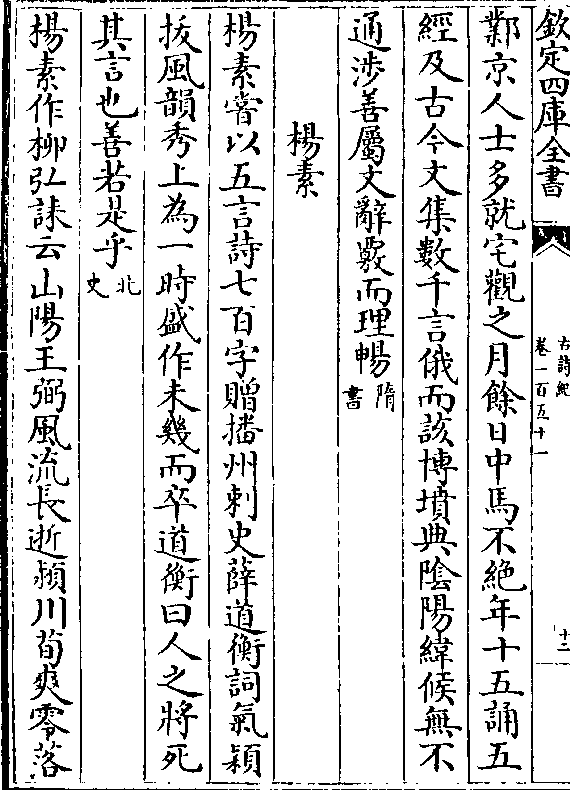 欽定四庫全書
古詩紀
卷一百五十一
十二
鄴京人士多就宅觀之月餘日中馬不絶年十五誦五
經及古今文集數千言俄而該博墳典陰陽緯候無不
通渉善屬文辭覈而理暢隋書
楊素
楊素嘗以五言詩七百字贈播州刺史薛道衡詞氣穎
拔風韻秀上為一時盛作未幾而卒道衡曰人之將死
其言也善若是乎北史
楊素作柳弘誄云山陽王弼風流長逝潁川荀爽零落